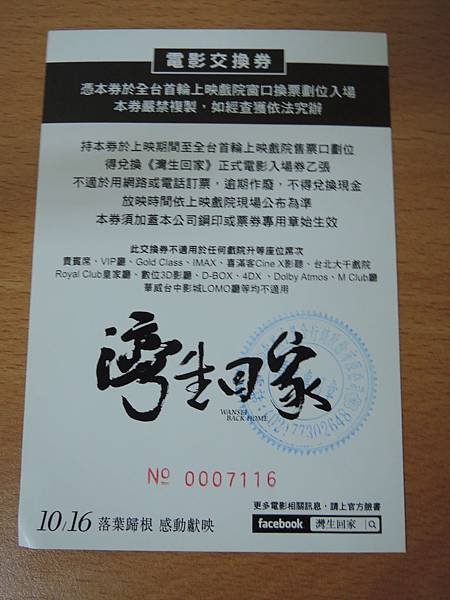 電影交換券
憑本券於全台首輪上映戲院窗口換票劃位入場
本券嚴禁複製，如經查獲依法究辦
持本券於上映期間至全台首輪上映戲院售票口劃位
得兌換《灣生回家》正式電影入場券乙張
不適於用網路或電話訂票，逾期作廢，不得兌換現金
放映時間依上映戲院現場公布為準
本券須加蓋本公司鋼印或票券專用章始生效
此交換券不適用於任何戲院升等座位席次
貴賓席、VIP廳、Gold Class、IMAX、喜滿客Cine X影廳、台北大千戲院
Royal Club皇家廳、數位3D影廳、D-BOX、4DX 、Dolby Atmos、M Club廳
華威台中影城LOMO廳等均不適用
灣生回家
WANSEI
BACK HOME
(02)77302648
Nº 0007116
10/16 落葉歸根 感動獻映
更多電影相關訊息，請上官方臉書
facebook 灣生回家